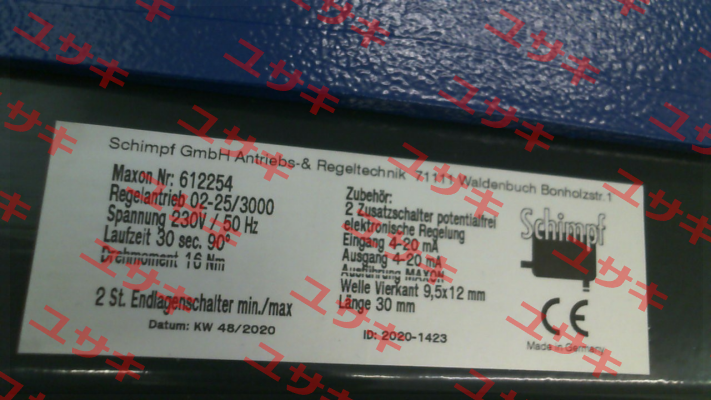 Schimpf GmbH Antriebs-& Regeltechnik 71111 Waldenbuch Bonholzstr.1
Maxon Nr: 612254
Regelantrieb 02-25/3000
Spannung 230V / 50 Hz
Laufzeit 30 sec. 90°
Drehmoment 16 Nm
2 St. Endlagenschalter min./max
Datum: KW 48/2020
Zubehör:
2 Zusatzschalter potentialfrei
elektronische Regelung
Eingang 4-20 mA
Ausgang 4-20 mA
Ausführung MAXON
Welle Vierkant 9,5x12 mm
Länge 30 mm
ID: 2020-1423
Schimpf
CE
Made in Germany
ユサキ